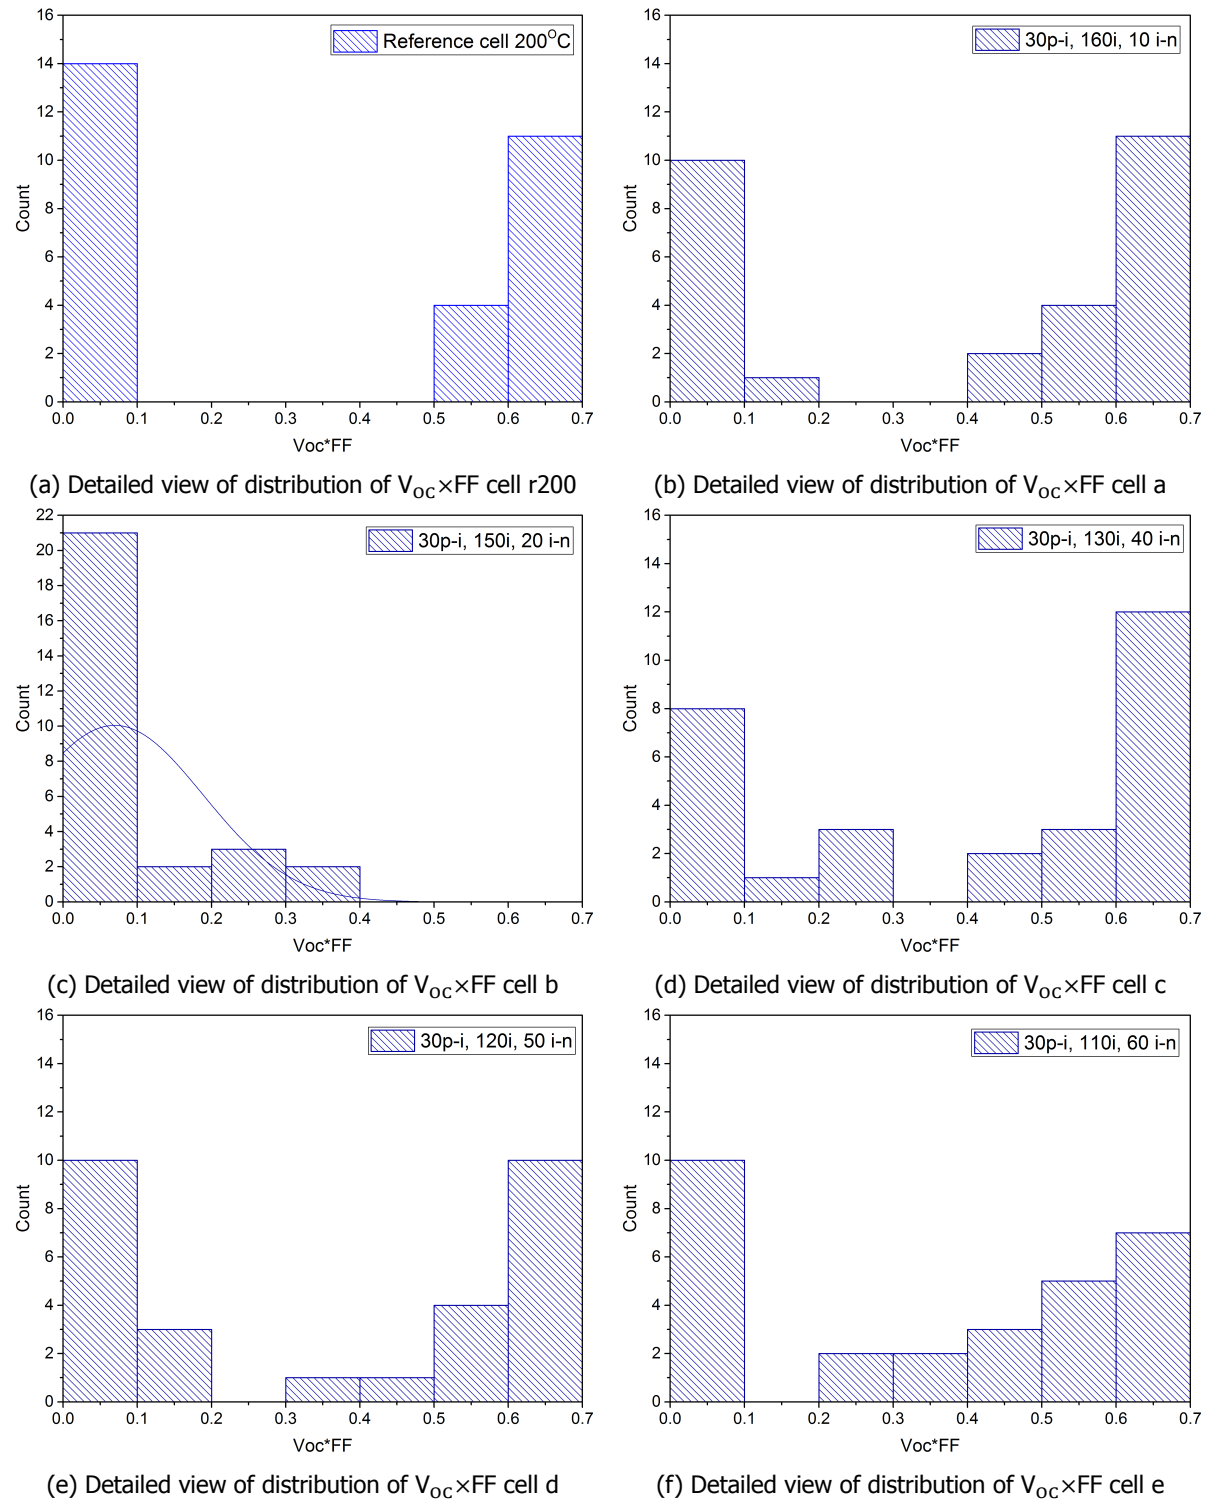 16
14
12
10
8
6
4
2
0
Count
Reference cell 200°C
0.0 0.1 0.2 0.3 0.4 0.5 0.6 0.7
Voc*FF
(a) Detailed view of distribution of Voc×FF cell r200
16
14
12
10
8
6
4
2
0
Count
30p-i, 160i, 10 i-n
0.0 0.1 0.2 0.3 0.4 0.5 0.6 0.7
Voc*FF
(b) Detailed view of distribution of Voc×FF cell a
22
20
18
16
14
12
10
8
6
4
2
0
Count
30p-i, 150i, 20 i-n
0.0 0.1 0.2 0.3 0.4 0.5 0.6 0.7
Voc*FF
(c) Detailed view of distribution of Voc×FF cell b
16
14
12
10
8
6
4
2
0
Count
30p-i, 130i, 40 i-n
0.0 0.1 0.2 0.3 0.4 0.5 0.6 0.7
Voc*FF
(d) Detailed view of distribution of Voc×FF cell c
16
14
12
10
8
6
4
2
0
Count
30p-i, 120i, 50 i-n
0.0 0.1 0.2 0.3 0.4 0.5 0.6 0.7
Voc*FF
(e) Detailed view of distribution of Voc×FF cell d
16
14
12
10
8
6
4
2
0
Count
30p-i, 110i, 60 i-n
0.0 0.1 0.2 0.3 0.4 0.5 0.6 0.7
Voc*FF
(f) Detailed view of distribution of Voc×FF cell e